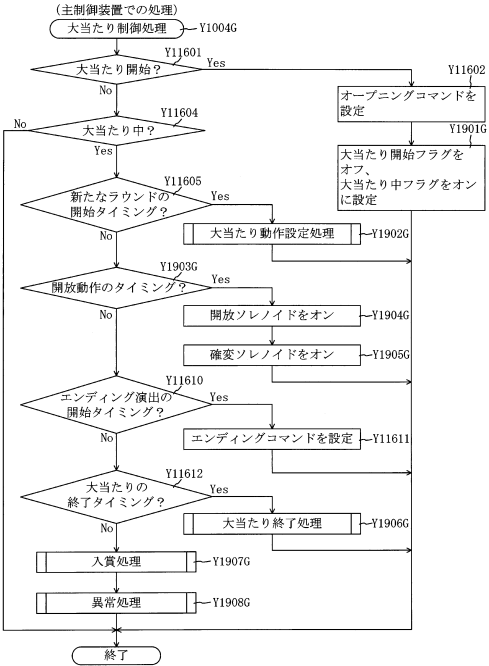 (主制御装置での処理)
大当たり制御処理
Y1004G
Y11601
大当たり開始？
Yes
No
Y11602
オープニングコマンドを
設定
Y1901G
大当たり開始フラグを
オフ、
大当たり中フラグをオン
に設定
Y11604
大当たり中？
No
Yes
Y11605
新たなラウンドの
開始タイミング？
Yes
No
大当たり動作設定処理
Y1902G
Y1903G
開放動作のタイミング？
Yes
No
開放ソレノイドをオン
Y1904G
確変ソレノイドをオン
Y1905G
Y11610
エンディング演出の
開始タイミング？
Yes
No
エンディングコマンドを設定
Y11611
Y11612
大当たりの
終了タイミング？
Yes
No
大当たり終了処理
Y1906G
入賞処理
Y1907G
異常処理
Y1908G
終了